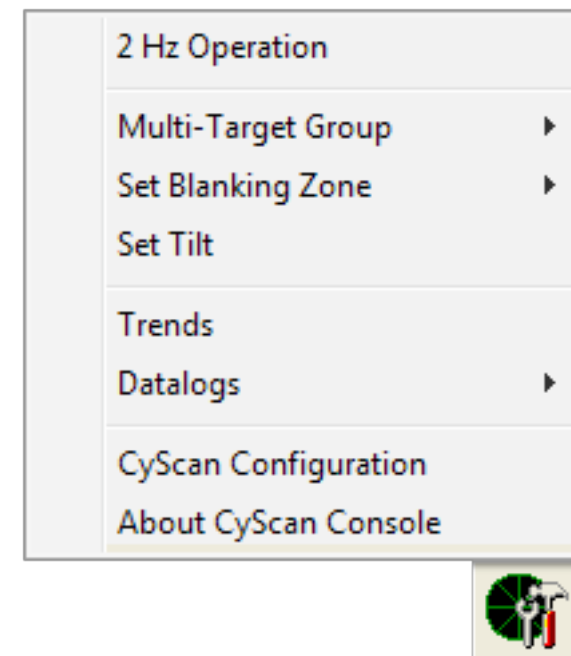 2 Hz Operation
Multi-Target Group
Set Blanking Zone
Set Tilt
Trends
Datalogs
CyScan Configuration
About CyScan Console